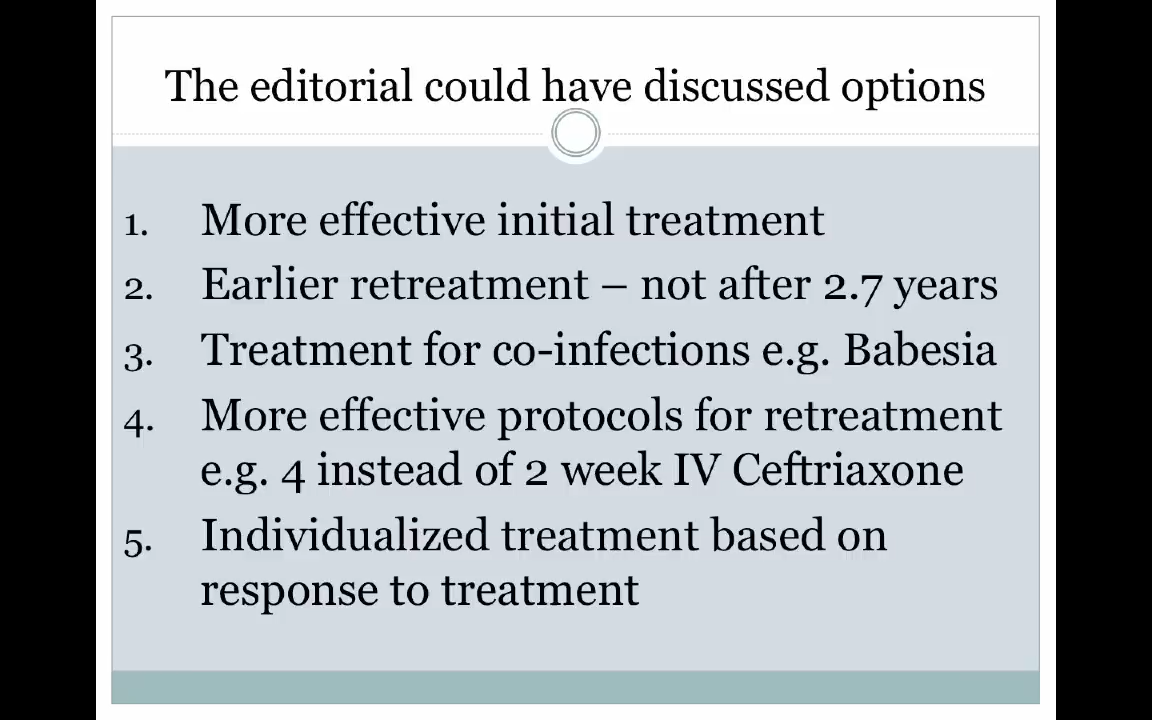 The editorial could have discussed options
1. More effective initial treatment
2. Earlier retreatment – not after 2.7 years
3. Treatment for co-infections e.g. Babesia
4. More effective protocols for retreatment
e.g. 4 instead of 2 week IV Ceftriaxone
5. Individualized treatment based on
response to treatment